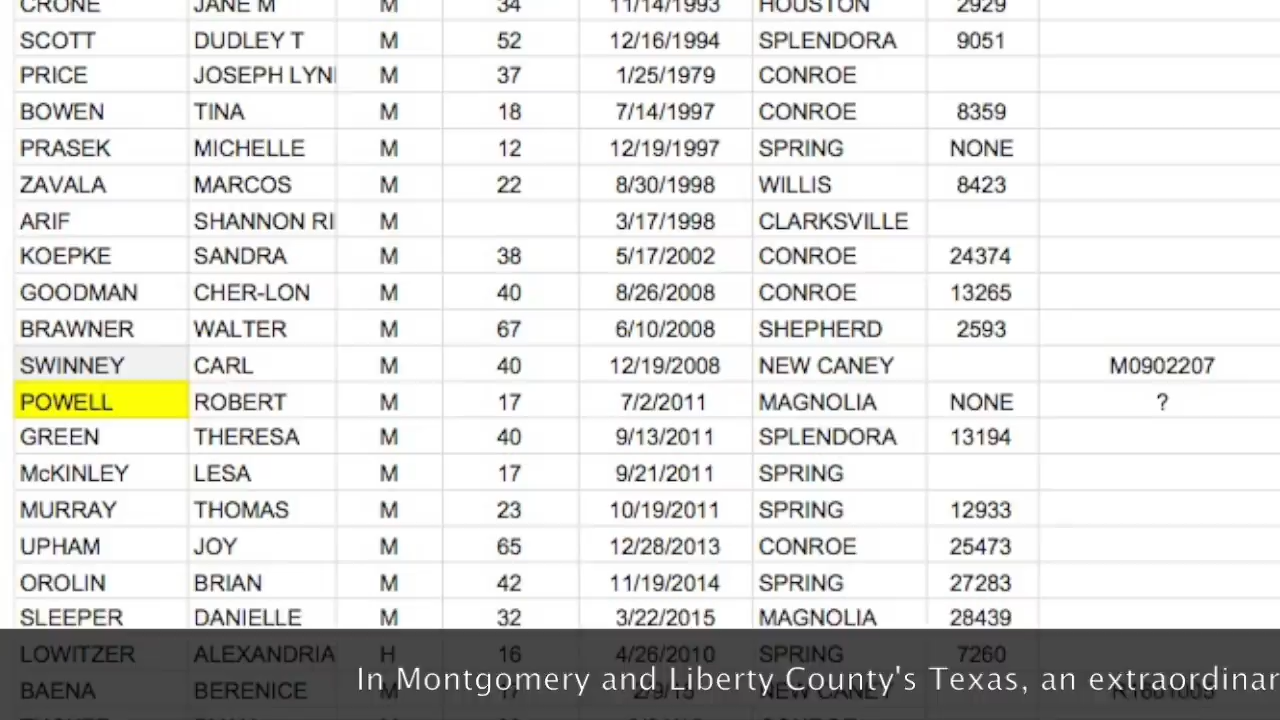 CRONE JANE M M 34 11/14/1993 HOUSTON 2929
SCOTT DUDLEY T M 52 12/16/1994 SPLENDORA 9051
PRICE JOSEPH LYN M 37 1/25/1979 CONROE
BOWEN TINA M 18 7/14/1997 CONROE 8359
PRASEK MICHELLE M 12 12/19/1997 SPRING NONE
ZAVALA MARCOS M 22 8/30/1998 WILLIS 8423
ARIF SHANNON RI M 3/17/1998 CLARKSVILLE
KOEPKE SANDRA M 38 5/17/2002 CONROE 24374
GOODMAN CHER-LON M 40 8/26/2008 CONROE 13265
BRAWNER WALTER M 67 6/10/2008 SHEPHERD 2593
SWINNEY CARL M 40 12/19/2008 NEW CANEY M0902207
POWELL ROBERT M 17 7/2/2011 MAGNOLIA NONE ?
GREEN THERESA M 40 9/13/2011 SPLENDORA 13194
McKINLEY LESA M 17 9/21/2011 SPRING
MURRAY THOMAS M 23 10/19/2011 SPRING 12933
UPHAM JOY M 65 12/28/2013 CONROE 25473
OROLIN BRIAN M 42 11/19/2014 SPRING 27283
SLEEPER DANIELLE M 32 3/22/2015 MAGNOLIA 28439
LOWITZER ALEXANDRIA H 16 4/26/2010 SPRING 7260
In Montgomery and Liberty County's Texas, an extraordinar
BAENA BERENICE M 17 NEW CANEY